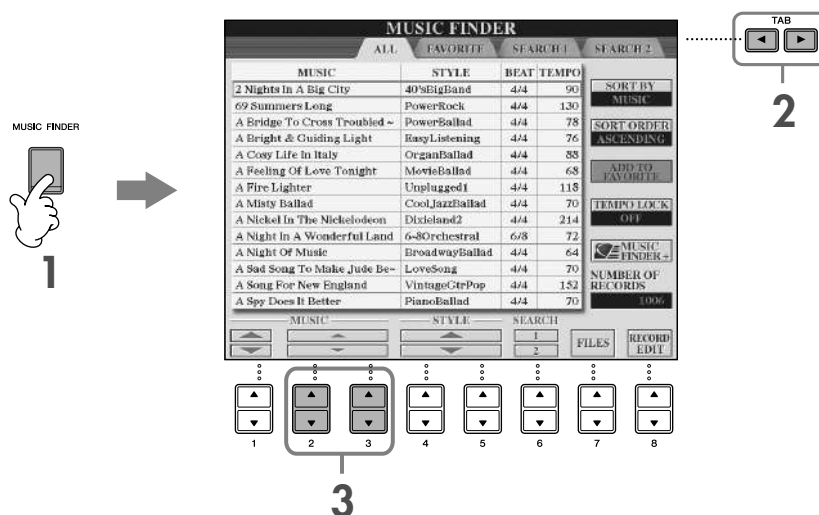 MUSIC FINDER
1
MUSIC FINDER
ALL FAVORITE SEARCH 1 SEARCH 2
MUSIC STYLE BEAT TEMPO
2 Nights In A Big City 40'sBigBand 4/4 90
69 Summers Long PowerRock 4/4 130
A Bridge To Cross Troubled ~ PowerBallad 4/4 78
A Bright & Guiding Light EasyListening 4/4 76
A Cosy Life In Italy OrganBallad 4/4 88
A Feeling Of Love Tonight MovieBallad 4/4 68
A Fire Lighter Unplugged1 4/4 118
A Misty Ballad CoolJazzBallad 4/4 70
A Nickel In The Nickelodeon Dixieland2 4/4 214
A Night In A Wonderful Land 6-8Orchestral 6/8 72
A Night Of Music BroadwayBallad 4/4 64
A Sad Song To Make Jude Be~ LoveSong 4/4 70
A Song For New England VintageGtrPop 4/4 152
A Spy Does It Better PianoBallad 4/4 70
SORT BY
MUSIC
SORT ORDER
ASCENDING
ADD TO
FAVORITE
TEMPO LOCK
OFF
MUSIC
FINDER+
NUMBER OF
RECORDS
1006
MUSIC STYLE SEARCH
1
2
FILES
RECORD
EDIT
1 2 3 4 5 6 7 8
3
TAB
2